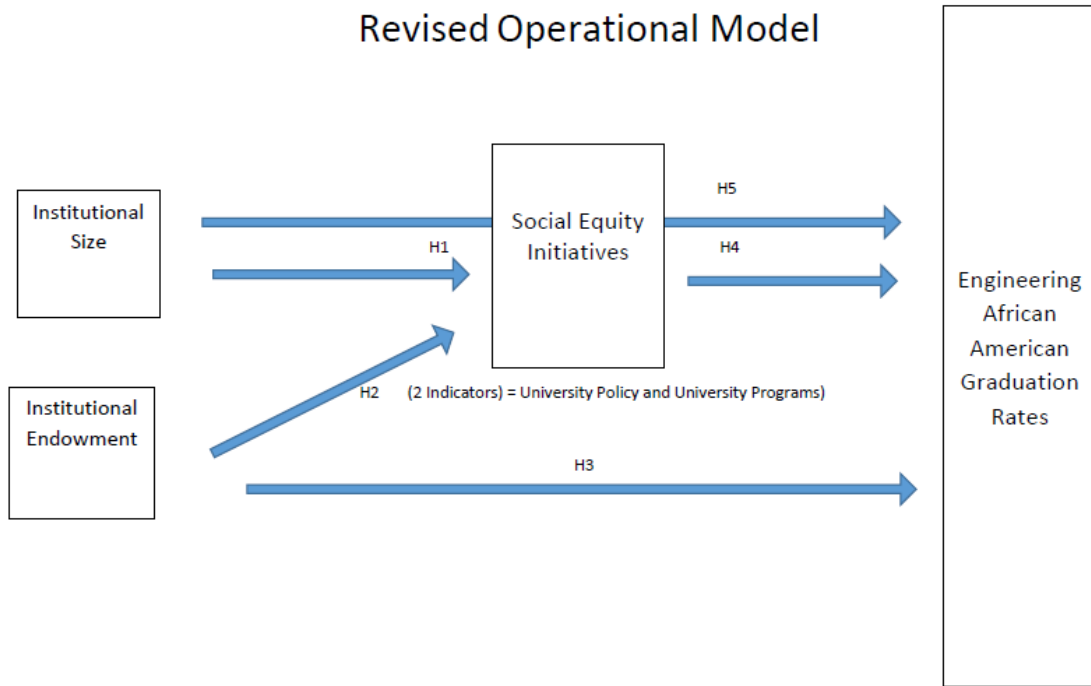 Revised Operational Model
Institutional
Size
H1
Social Equity
Initiatives
H5
H4
Engineering
African
American
Graduation
Rates
Institutional
Endowment
H2 (2 Indicators) = University Policy and University Programs)
H3